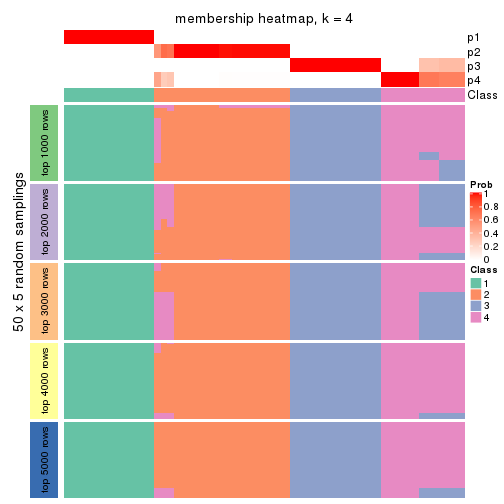 membership heatmap, k = 4
p1
p2
p3
p4
Class
50 x 5 random samplings
top 1000 rows
top 2000 rows
top 3000 rows
top 4000 rows
top 5000 rows
Prob
1
0.8
0.6
0.4
0.2
0
Class
1
2
3
4